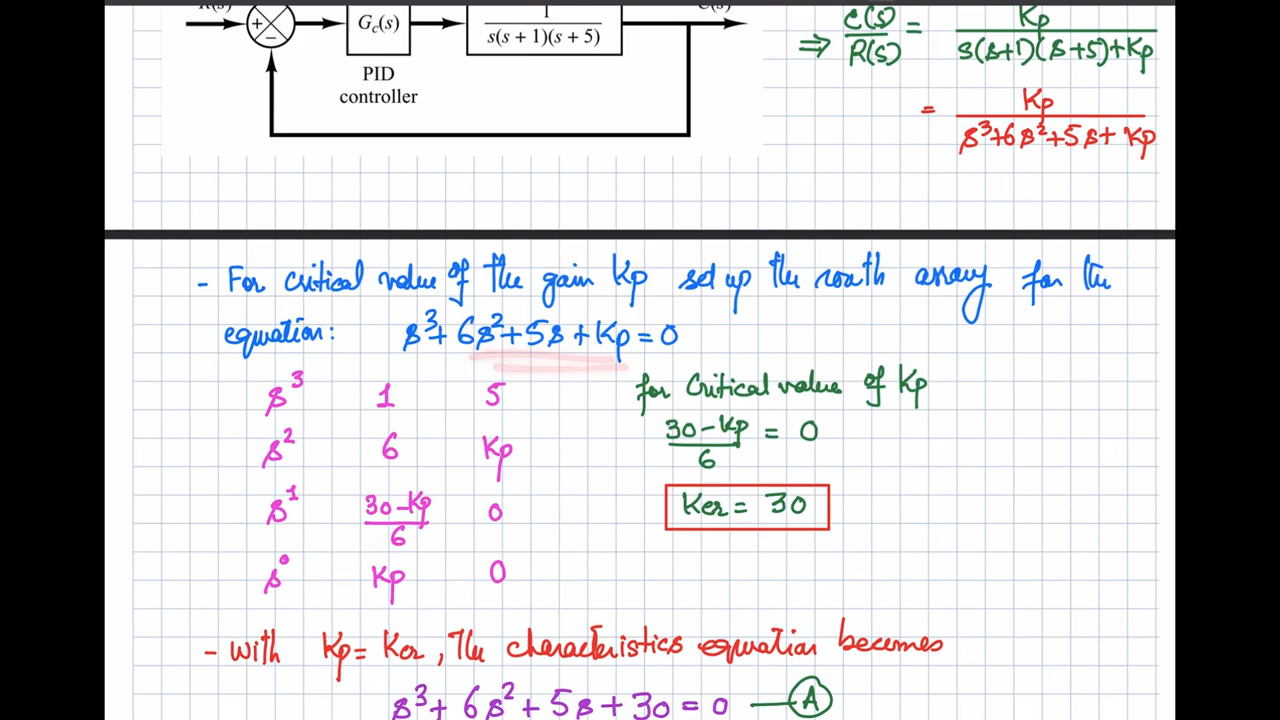 R(s)
+
−
Gc(s)
1
s(s + 1)(s + 5)
C(s)
PID
controller
⇒ C(s)/R(s) = Kp / s(s+1)(s+5)+Kp
= Kp / s³+6s²+5s+Kp
- For critical value of the gain Kp set up the routh array for the
equation: s³+6s²+5s+Kp=0
s³ 1 5
s² 6 Kp
s¹ 30-Kp/6 0
s⁰ Kp 0
for Critical value of Kp
30-Kp/6 = 0
Kcr = 30
- with Kp= Kcr, The characteristics equation becomes
s³+6s²+5s+30=0 — A